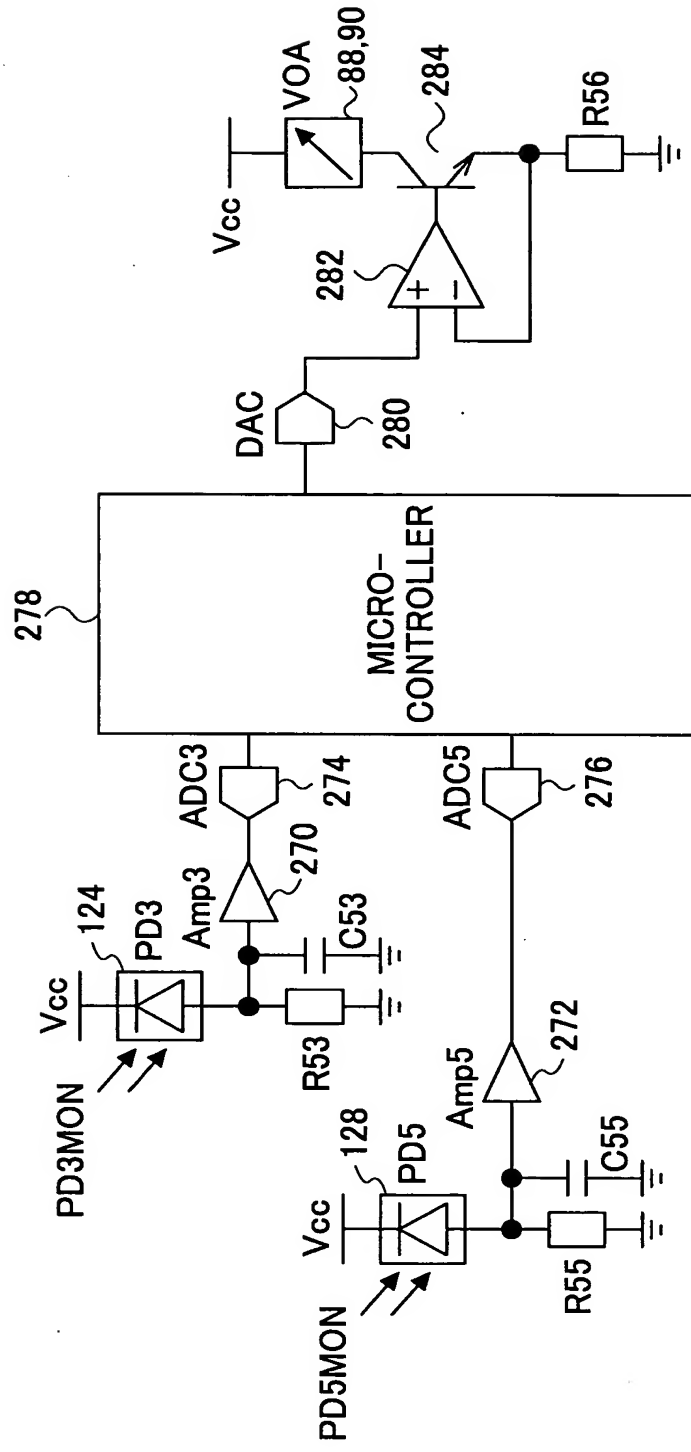 278
MICRO-
CONTROLLER
PD3MON
Vcc
124
PD3
R53
C53
Amp3
270
ADC3
274
PD5MON
Vcc
128
PD5
R55
C55
Amp5
272
ADC5
276
DAC
280
282
+
−
Vcc
VOA
88,90
284
R56